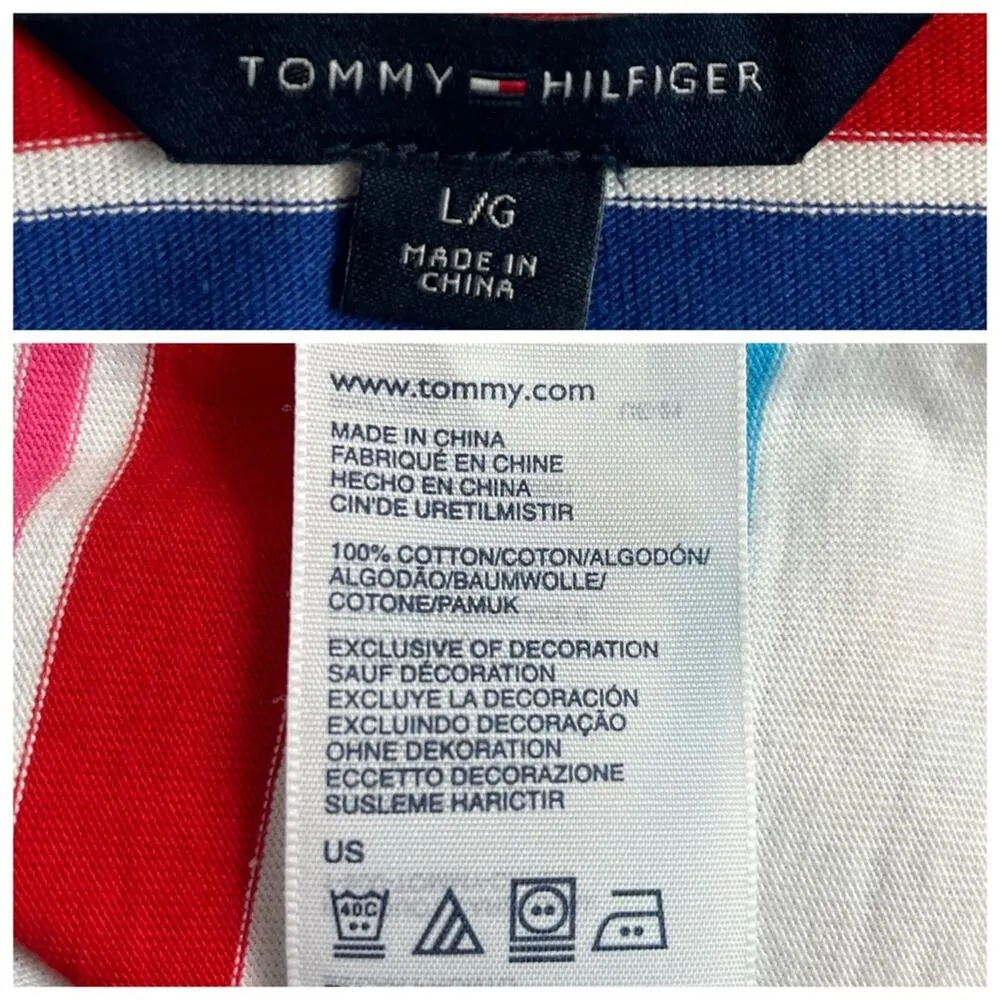 TOMMY HILFIGER
L/G
MADE IN
CHINA
www.tommy.com
MADE IN CHINA
FABRIQUÉ EN CHINE
HECHO EN CHINA
CIN'DE URETILMISTIR
100% COTTON/COTON/ALGODÓN/
ALGODÃO/BAUMWOLLE/
COTONE/PAMUK
EXCLUSIVE OF DECORATION
SAUF DÉCORATION
EXCLUYE LA DECORACIÓN
EXCLUINDO DECORAÇÃO
OHNE DEKORATION
ECCETTO DECORAZIONE
SUSLEME HARICTIR
US
40C